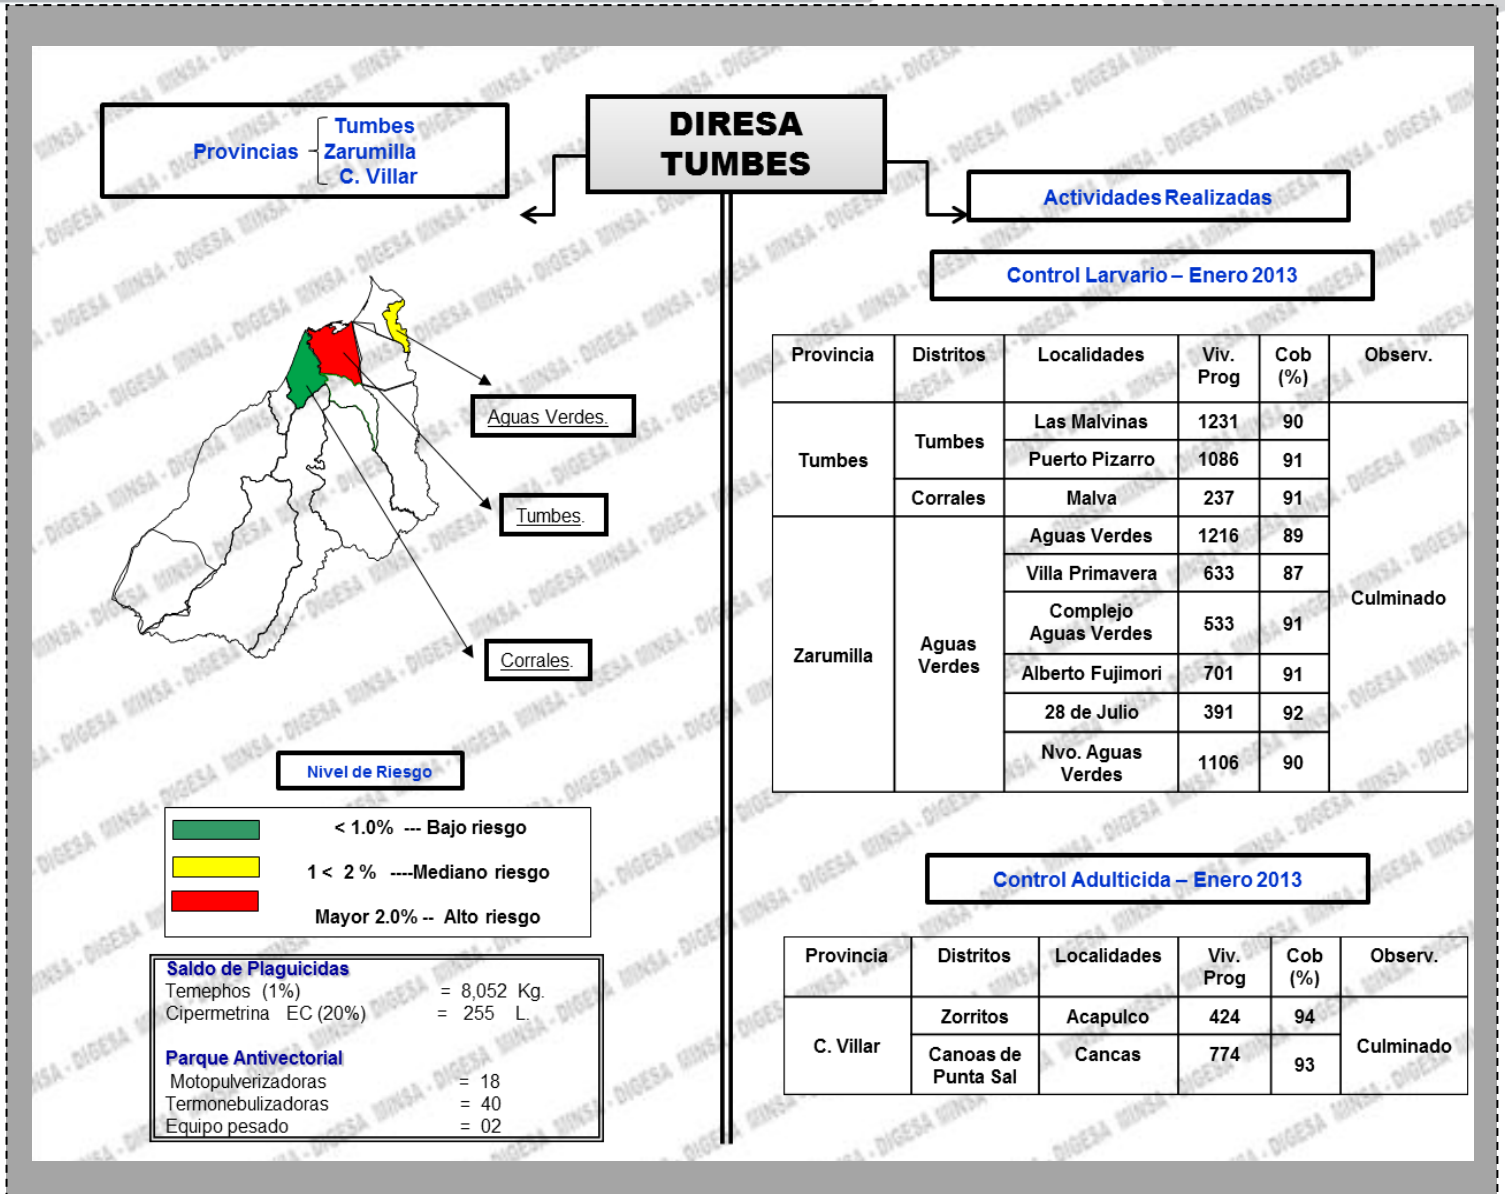 DIRESA
TUMBES
Provincias
Tumbes
Zarumilla
C. Villar
Aguas Verdes.
Tumbes.
Corrales.
Nivel de Riesgo
< 1.0% --- Bajo riesgo
1 < 2 % ----Mediano riesgo
Mayor 2.0% -- Alto riesgo
Saldo de Plaguicidas
Temephos (1%) = 8,052 Kg.
Cipermetrina EC (20%) = 255 L.
Parque Antivectorial
Motopulverizadoras = 18
Termonebulizadoras = 40
Equipo pesado = 02
Actividades Realizadas
Control Larvario – Enero 2013
Provincia Distritos Localidades Viv. Prog Cob (%) Observ.
Tumbes Tumbes Las Malvinas 1231 90
Puerto Pizarro 1086 91
Corrales Malva 237 91
Zarumilla Aguas Verdes Aguas Verdes 1216 89
Villa Primavera 633 87
Complejo Aguas Verdes 533 91
Alberto Fujimori 701 91
28 de Julio 391 92
Nvo. Aguas Verdes 1106 90
Culminado
Control Adulticida – Enero 2013
Provincia Distritos Localidades Viv. Prog Cob (%) Observ.
C. Villar Zorritos Acapulco 424 94
Canoas de Punta Sal Cancas 774 93
Culminado
MINSA - DIGESA MINSA - DIGESA MINSA - DIGESA